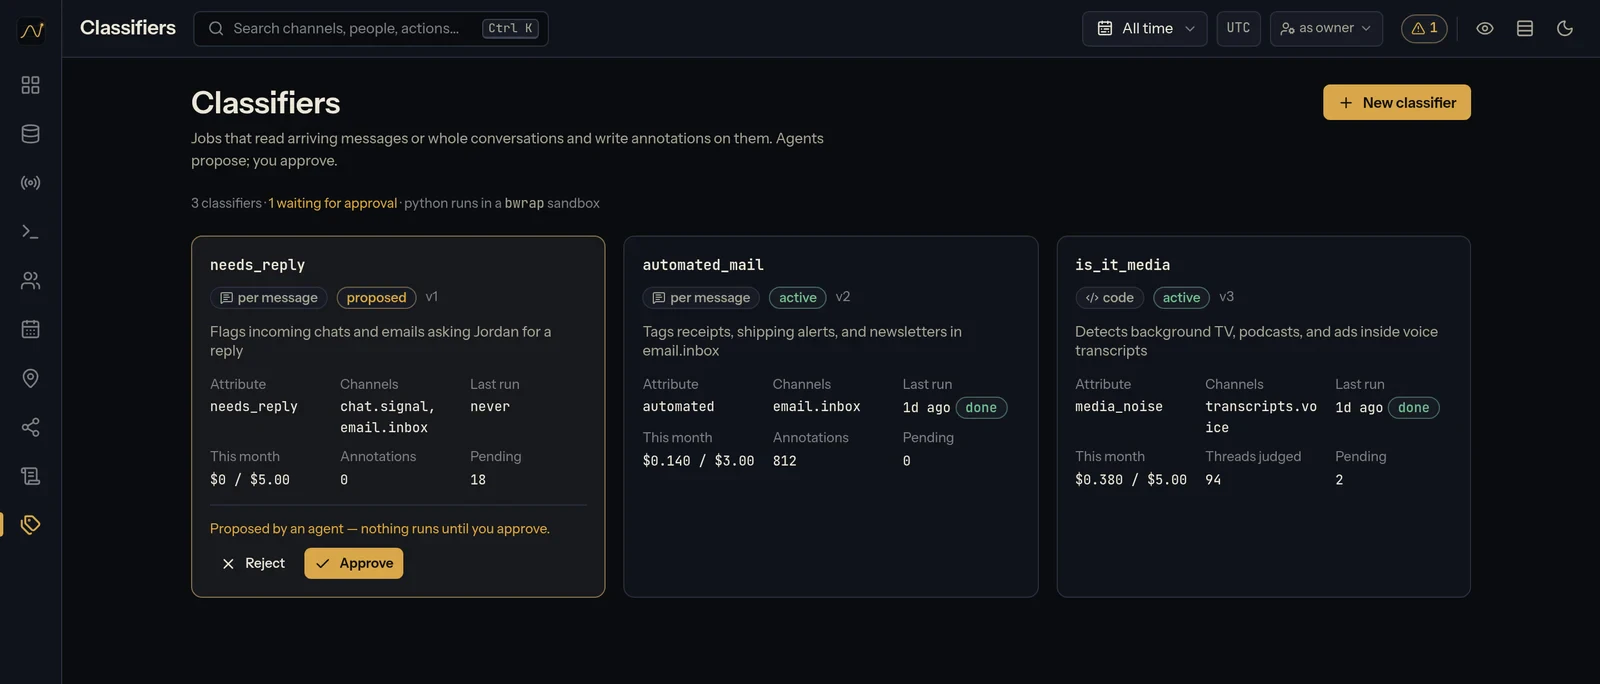 Classifiers
Search channels, people, actions...
Ctrl K
All time
UTC
as owner
1
Classifiers
New classifier
Jobs that read arriving messages or whole conversations and write annotations on them. Agents
propose; you approve.
3 classifiers · 1 waiting for approval · python runs in a bwrap sandbox
needs_reply
per message
proposed
v1
Flags incoming chats and emails asking Jordan for a
reply
Attribute
Channels
Last run
needs_reply
chat.signal,
email.inbox
never
This month
Annotations
Pending
$0 / $5.00
0
18
Proposed by an agent — nothing runs until you approve.
Reject
Approve
automated_mail
per message
active
v2
Tags receipts, shipping alerts, and newsletters in
email.inbox
Attribute
Channels
Last run
automated
email.inbox
1d ago
done
This month
Annotations
Pending
$0.140 / $3.00
812
0
is_it_media
code
active
v3
Detects background TV, podcasts, and ads inside voice
transcripts
Attribute
Channels
Last run
media_noise
transcripts.vo
ice
1d ago
done
This month
Threads judged
Pending
$0.380 / $5.00
94
2